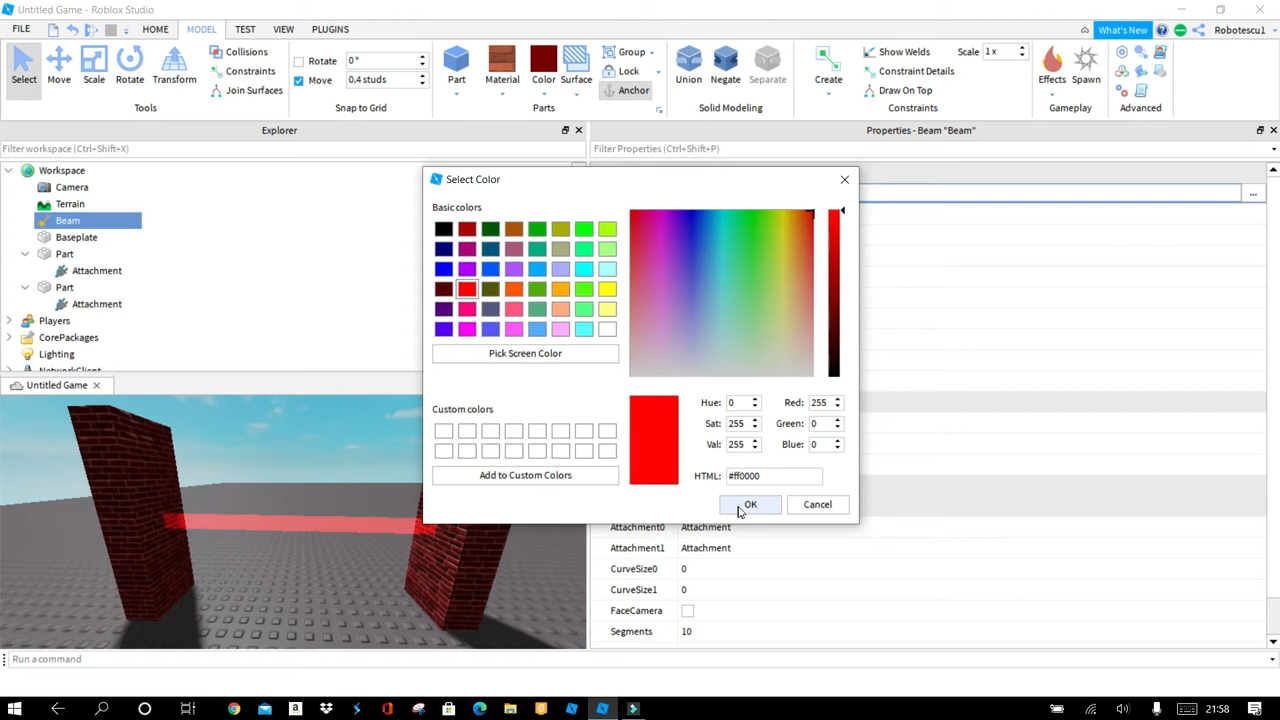 Untitled Game - Roblox Studio
FILE HOME MODEL TEST VIEW PLUGINS What's New Robotescu1
Select Move Scale Rotate Transform
Collisions
Constraints
Join Surfaces
Tools
Rotate 0°
Move 0.4 studs
Snap to Grid
Part Material Color Surface
Group
Lock
Anchor
Parts
Union Negate Separate
Solid Modeling
Create
Show Welds Scale 1 x
Constraint Details
Draw On Top
Constraints
Effects Spawn
Gameplay
Advanced
Explorer
Filter workspace (Ctrl+Shift+X)
Workspace
Camera
Terrain
Beam
Baseplate
Part
Attachment
Part
Attachment
Players
CorePackages
Lighting
NetworkClient
Untitled Game
Properties - Beam "Beam"
Filter Properties (Ctrl+Shift+P)
...
Select Color
Basic colors
Pick Screen Color
Custom colors
Add to Custom Colors
Hue: 0 Red: 255
Sat: 255 Green: 0
Val: 255 Blue: 0
HTML: #ff0000
OK Cancel
Attachment0 Attachment
Attachment1 Attachment
CurveSize0 0
CurveSize1 0
FaceCamera
Segments 10
Run a command
21:58